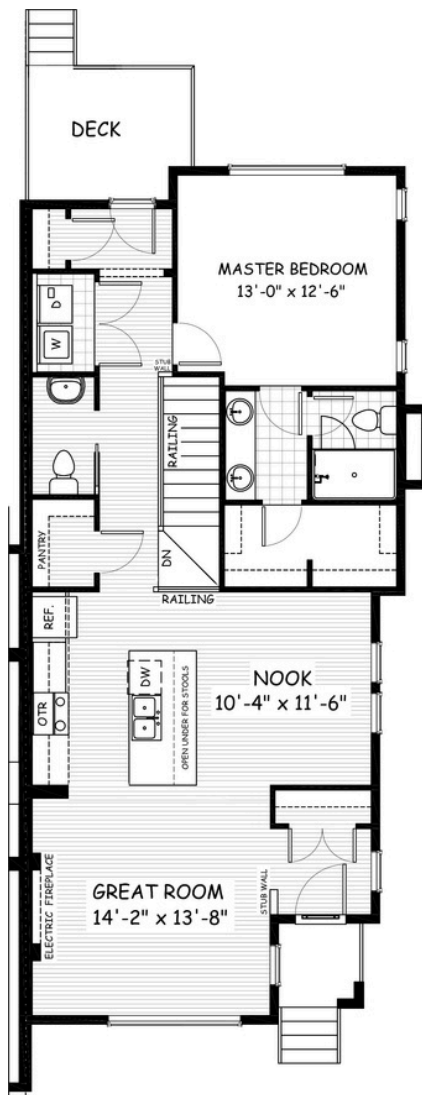 DECK
MASTER BEDROOM
13'-0" x 12'-6"
D
W
STUB
WALL
RAILING
PANTRY
DN
RAILING
REF.
OTR
DW
OPEN UNDER FOR STOOLS
NOOK
10'-4" x 11'-6"
ELECTRIC FIREPLACE
GREAT ROOM
14'-2" x 13'-8"
STUB WALL